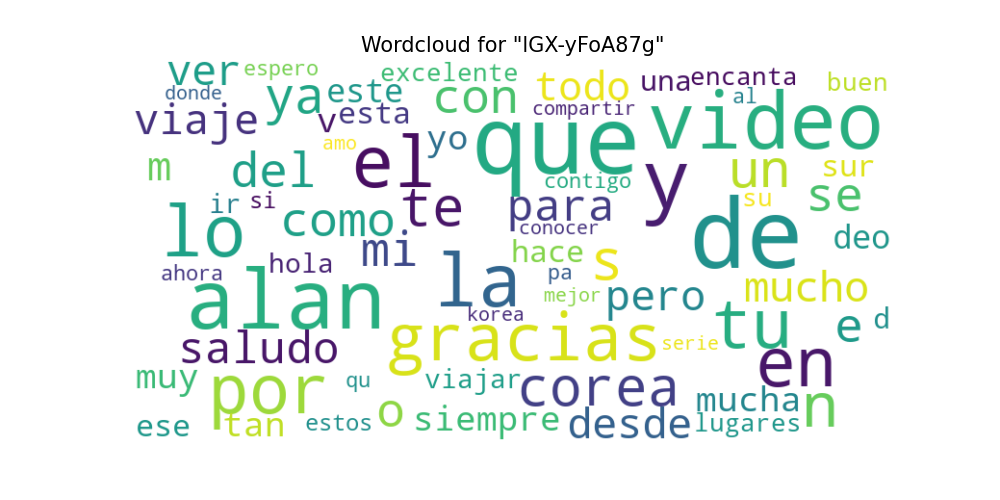 Wordcloud for "lGX-yFoA87g"
ver espero excelente todo una encanta buen
donde ya este con compartir al video
viaje v esta amo yo que
m del el contigo y un sur
ir si te para su se
lo como mi conocer de deo
ahora hola la hace s pa mucho
alan korea mejor pero tu e d
saludo gracias serie en
muy por qu viajar corea mucha n
ese tan estos o siempre desde lugares